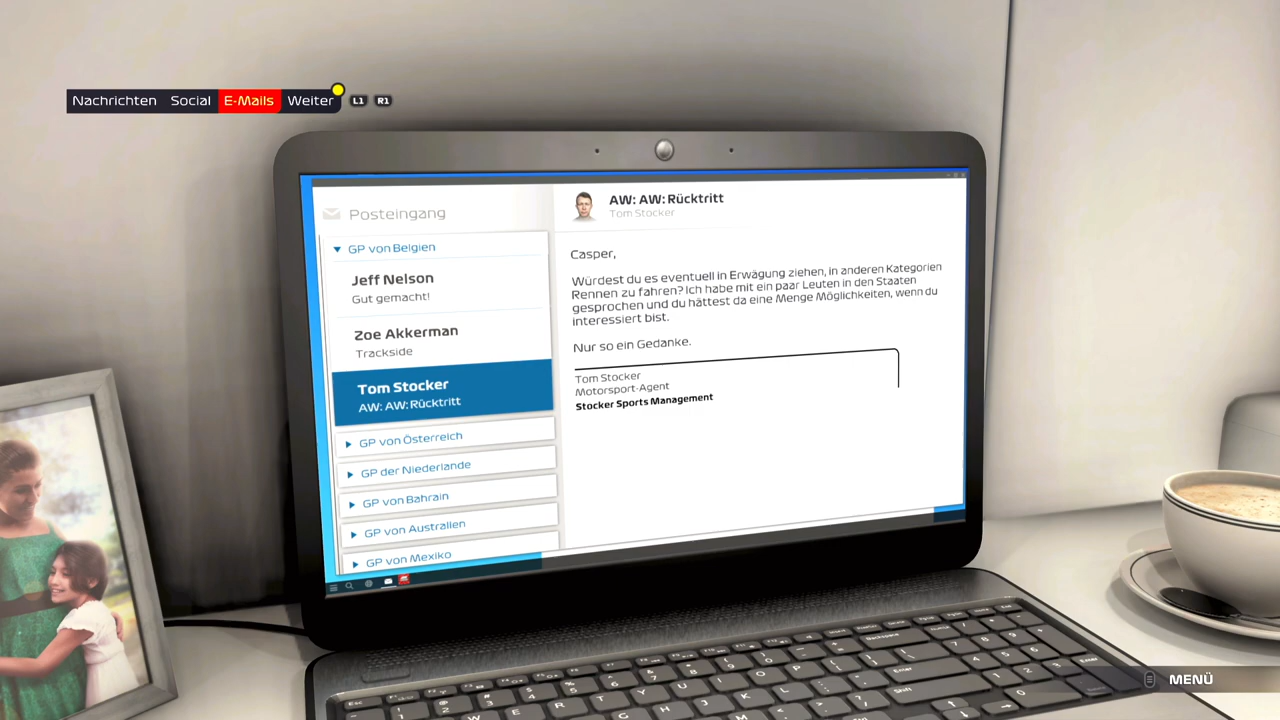 Nachrichten Social E-Mails Weiter L1 R1
Posteingang
GP von Belgien
Jeff Nelson
Gut gemacht!
Zoe Akkerman
Trackside
Tom Stocker
AW: AW: Rücktritt
GP von Österreich
GP der Niederlande
GP von Bahrain
GP von Australien
GP von Mexiko
AW: AW: Rücktritt
Tom Stocker
Casper,
Würdest du es eventuell in Erwägung ziehen, in anderen Kategorien
Rennen zu fahren? Ich habe mit ein paar Leuten in den Staaten
gesprochen und du hättest da eine Menge Möglichkeiten, wenn du
interessiert bist.
Nur so ein Gedanke.
Tom Stocker
Motorsport-Agent
Stocker Sports Management
MENÜ